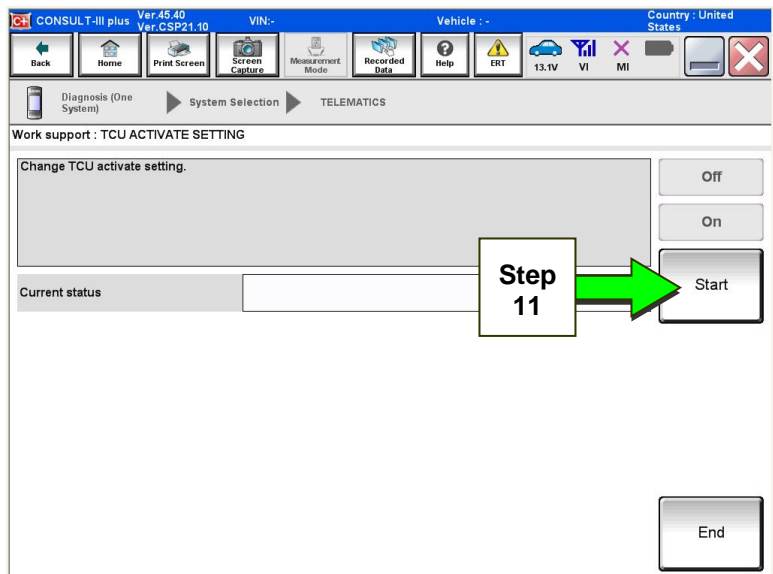 C+ CONSULT-III plus Ver.45.40 VIN:- Vehicle : - Country : United
Ver.CSP21.10 States
Back Home Print Screen Screen Capture Measurement Mode Recorded Data Help ERT 13.1V VI MI
Diagnosis (One System) System Selection TELEMATICS
Work support : TCU ACTIVATE SETTING
Change TCU activate setting.
Off
On
Step
11
Start
Current status
End